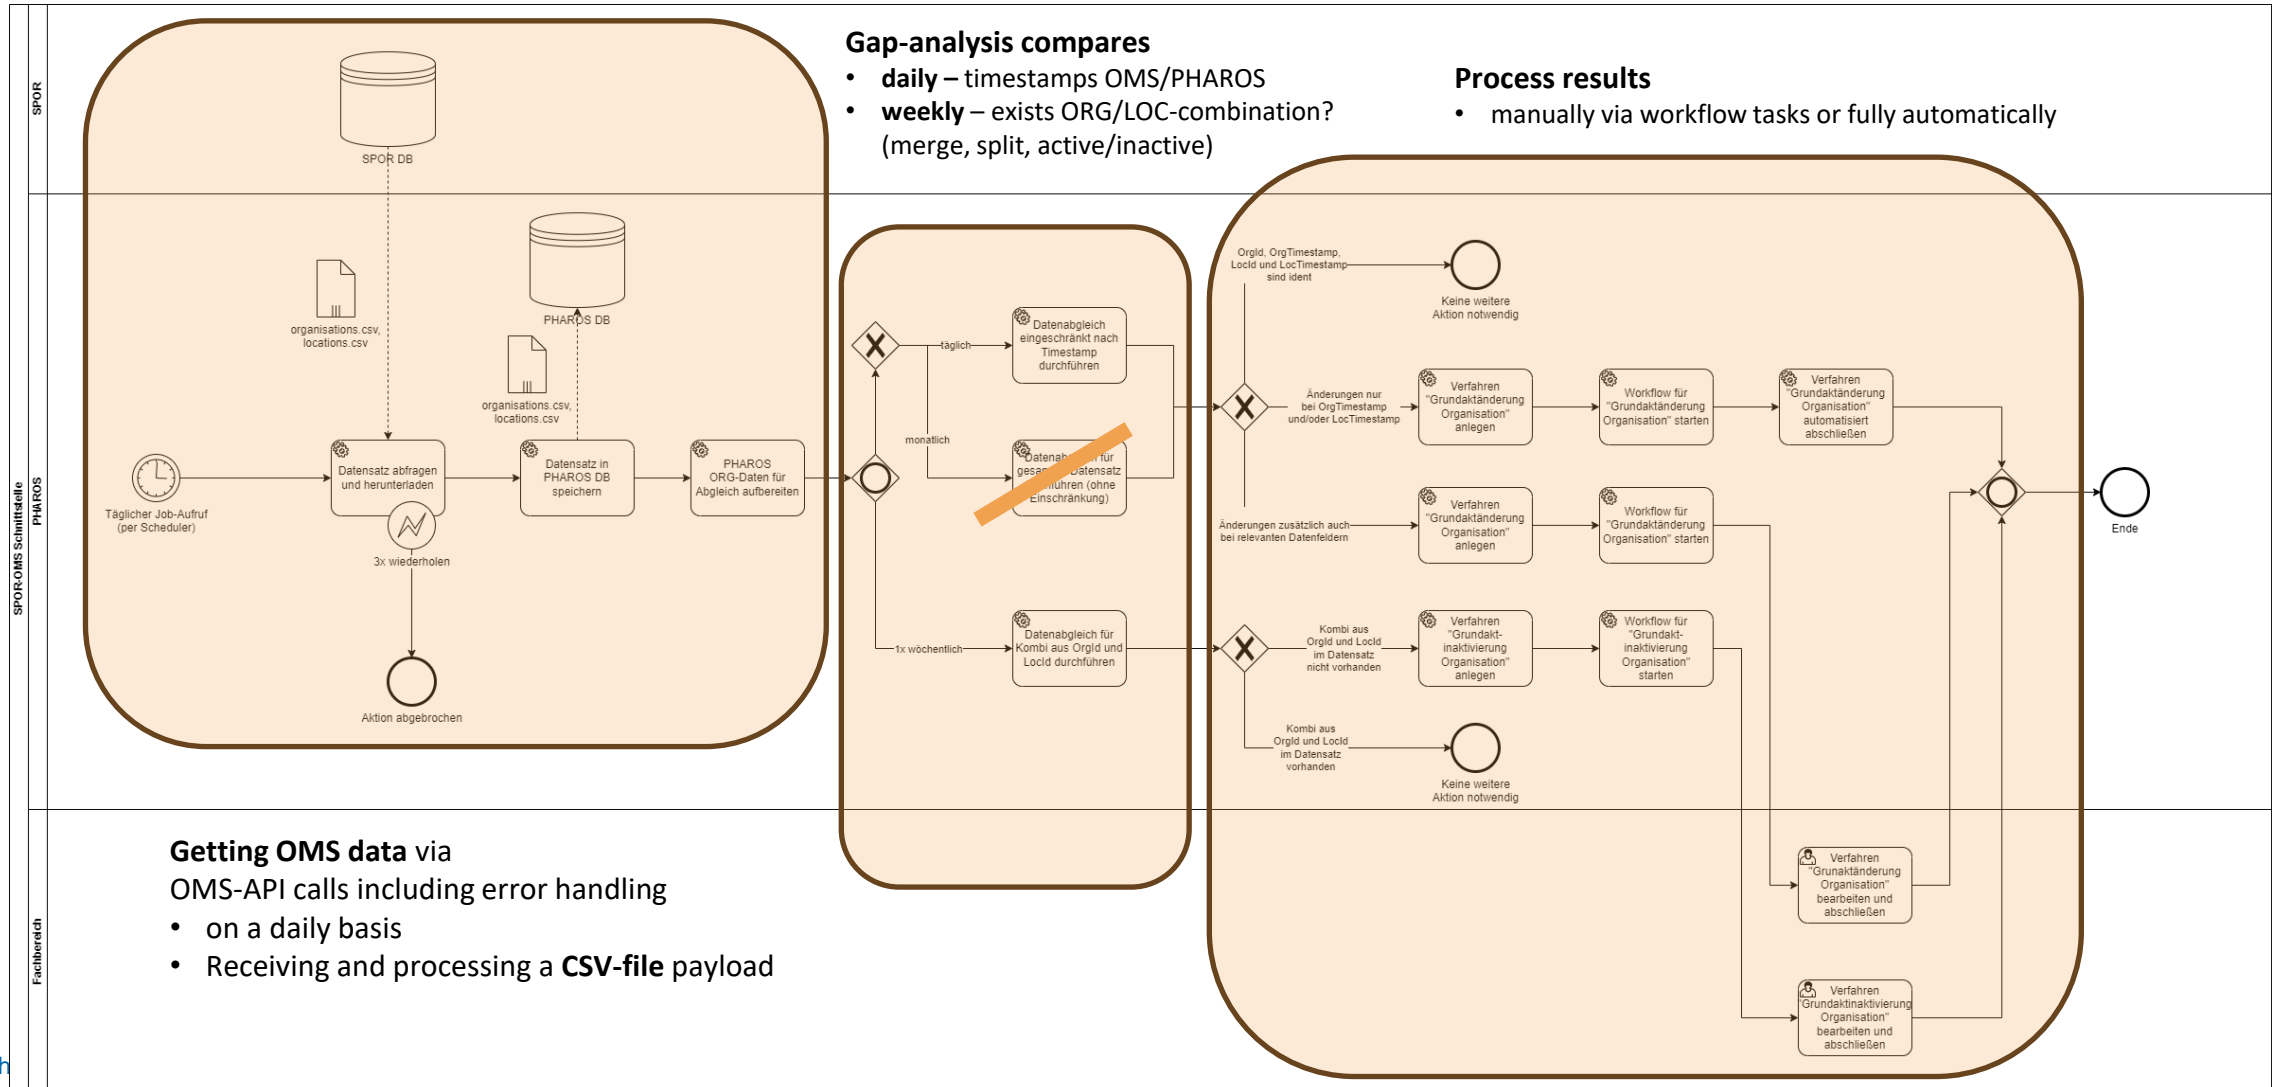 Gap-analysis compares
• daily – timestamps OMS/PHAROS
• weekly – exists ORG/LOC-combination?
(merge, split, active/inactive)
Process results
• manually via workflow tasks or fully automatically
SPOR-OMS Schnittstelle
SPOR
PHAROS
Fachbereich
SPOR DB
organisations.csv,
locations.csv
PHAROS DB
organisations.csv,
locations.csv
Täglicher Job-Aufruf
(per Scheduler)
Datensatz abfragen
und herunterladen
3x wiederholen
Aktion abgebrochen
Datensatz in
PHAROS DB
speichern
PHAROS
ORG-Daten für
Abgleich aufbereiten
täglich
monatlich
1x wöchentlich
Datenabgleich
eingeschränkt nach
Timestamp
durchführen
für
Datensatz
(ohne
Einschränkung)
Datenabgleich für
Kombi aus OrgId und
LocId durchführen
OrgId, OrgTimestamp,
LocId und LocTimestamp
sind ident
Keine weitere
Aktion notwendig
Änderungen nur
bei OrgTimestamp
und/oder LocTimestamp
Verfahren
"Grundaktänderung
Organisation"
anlegen
Workflow für
"Grundaktänderung
Organisation" starten
Verfahren
"Grundaktänderung
Organisation"
automatisiert
abschließen
Änderungen zusätzlich auch
bei relevanten Datenfeldern
Verfahren
"Grundaktänderung
Organisation"
anlegen
Workflow für
"Grundaktänderung
Organisation" starten
Kombi aus
OrgId und LocId
im Datensatz
nicht vorhanden
Verfahren
"Grundakt-
inaktivierung
Organisation"
anlegen
Workflow für
"Grundakt-
inaktivierung
Organisation"
starten
Kombi aus
OrgId und LocId
im Datensatz
vorhanden
Keine weitere
Aktion notwendig
Ende
Verfahren
"Grunaktänderung
Organisation"
bearbeiten und
abschließen
Verfahren
"Grundaktinaktivierung
Organisation"
bearbeiten und
abschließen
Getting OMS data via
OMS-API calls including error handling
• on a daily basis
• Receiving and processing a CSV-file payload
h